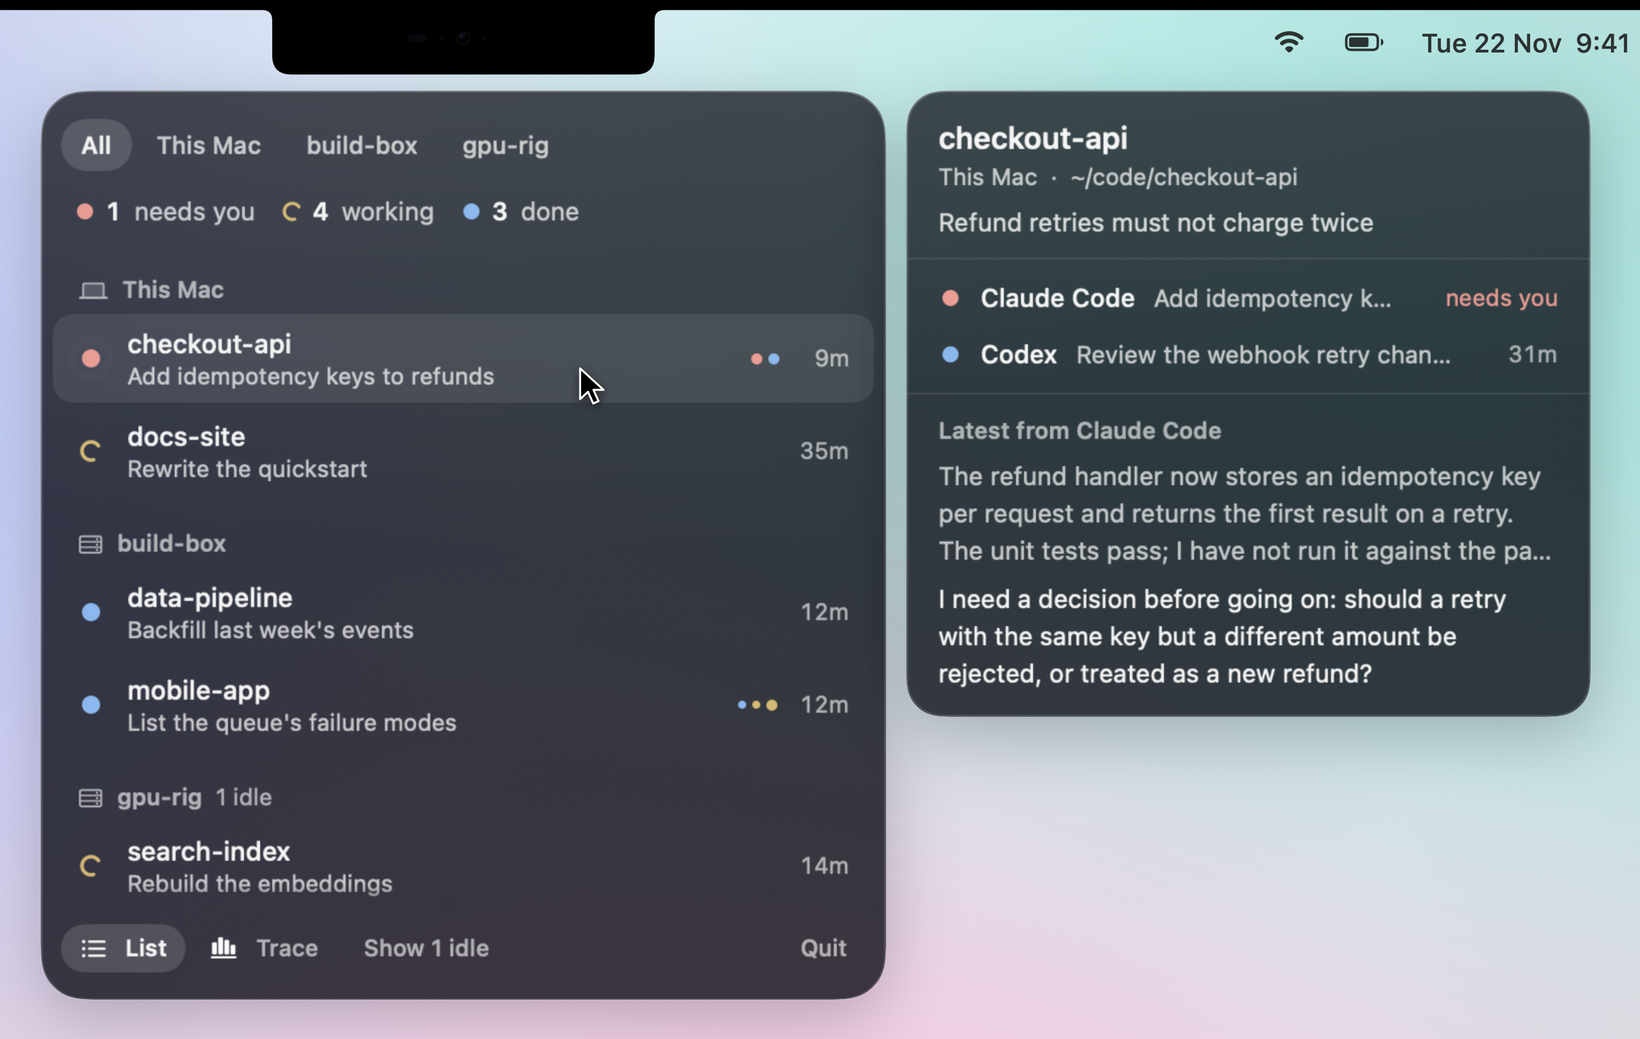 Tue 22 Nov 9:41
All This Mac build-box gpu-rig
1 needs you 4 working 3 done
This Mac
checkout-api
Add idempotency keys to refunds
9m
docs-site
Rewrite the quickstart
35m
build-box
data-pipeline
Backfill last week's events
12m
mobile-app
List the queue's failure modes
12m
gpu-rig 1 idle
search-index
Rebuild the embeddings
14m
List Trace Show 1 idle Quit
checkout-api
This Mac · ~/code/checkout-api
Refund retries must not charge twice
Claude Code Add idempotency k... needs you
Codex Review the webhook retry chan... 31m
Latest from Claude Code
The refund handler now stores an idempotency key
per request and returns the first result on a retry.
The unit tests pass; I have not run it against the pa...
I need a decision before going on: should a retry
with the same key but a different amount be
rejected, or treated as a new refund?